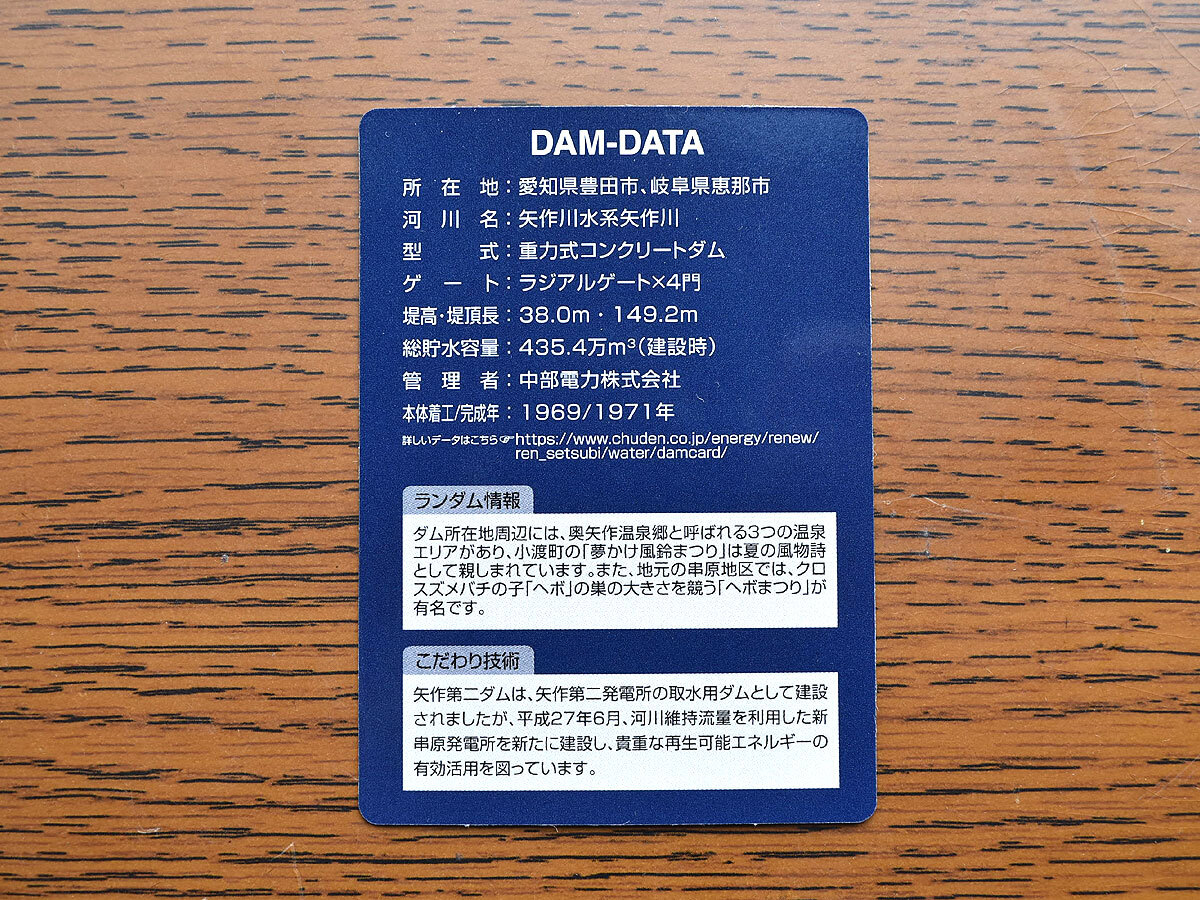 DAM-DATA
所在地：愛知県豊田市、岐阜県恵那市
河川名：矢作川水系矢作川
型式：重力式コンクリートダム
ゲート：ラジアルゲート×4門
堤高・堤頂長：38.0m・149.2m
総貯水容量：435.4万m³(建設時)
管理者：中部電力株式会社
本体着工/完成年：1969/1971年
詳しいデータはこちら☞https://www.chuden.co.jp/energy/renew/
ren_setsubi/water/damcard/
ランダム情報
ダム所在地周辺には、奥矢作温泉郷と呼ばれる3つの温泉
エリアがあり、小渡町の「夢かけ風鈴まつり」は夏の風物詩
として親しまれています。また、地元の串原地区では、クロ
スズメバチの子「ヘボ」の巣の大きさを競う「ヘボまつり」が
有名です。
こだわり技術
矢作第二ダムは、矢作第二発電所の取水用ダムとして建設
されましたが、平成27年6月、河川維持流量を利用した新
串原発電所を新たに建設し、貴重な再生可能エネルギーの
有効活用を図っています。